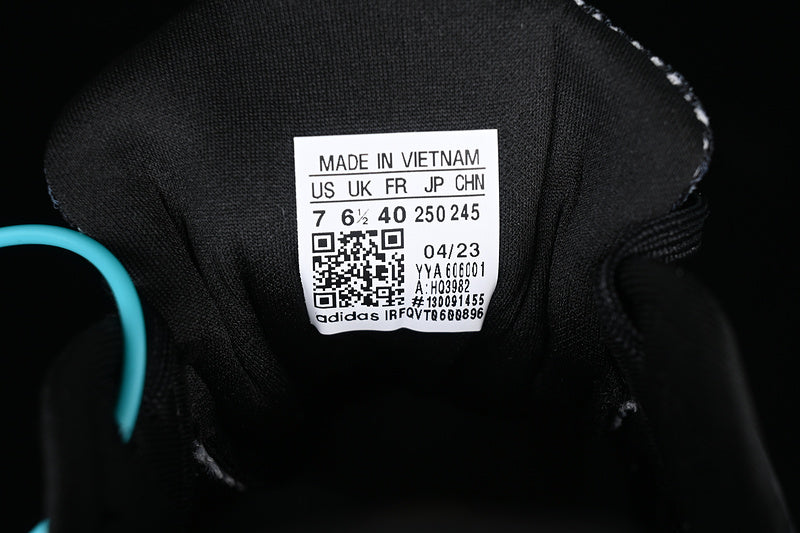 MADE IN VIETNAM
US UK FR JP CHN
7 6½ 40 250 245
04/23
YYA 606001
A: HQ3982
#130091455
adidas IRFQVT0600896